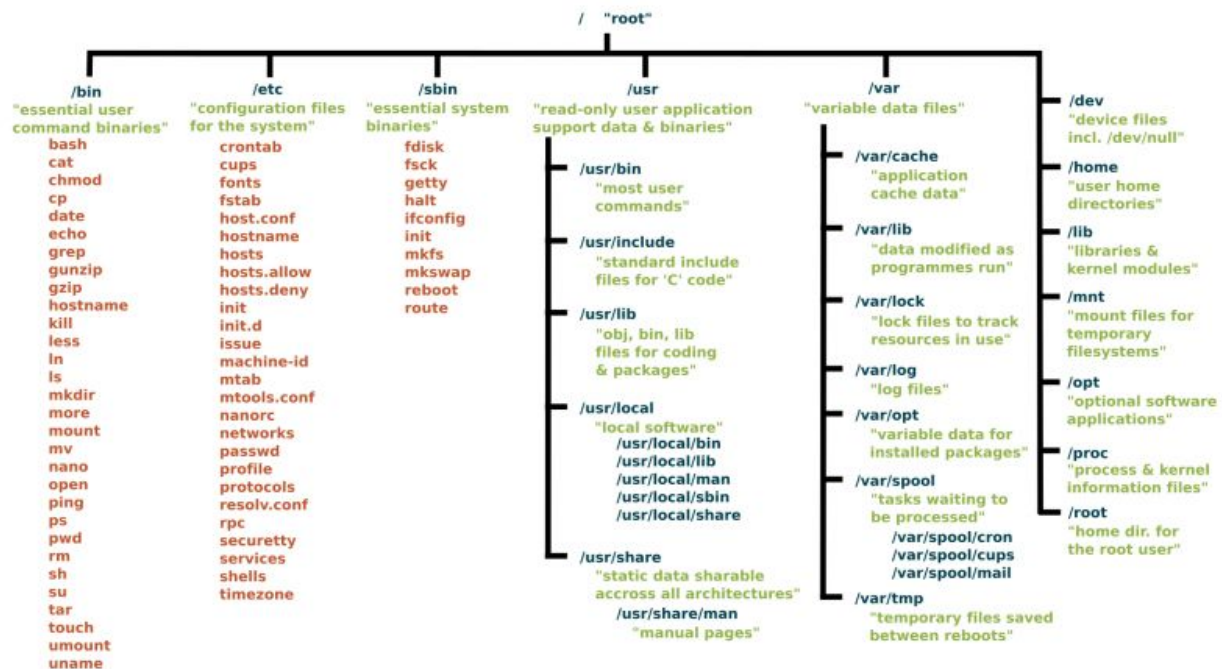 / "root"
/bin
"essential user
command binaries"
bash
cat
chmod
cp
date
echo
grep
gunzip
gzip
hostname
kill
less
ln
ls
mkdir
more
mount
mv
nano
open
ping
ps
pwd
rm
sh
su
tar
touch
umount
uname
/etc
"configuration files
for the system"
crontab
cups
fonts
fstab
host.conf
hostname
hosts
hosts.allow
hosts.deny
init
init.d
issue
machine-id
mtab
mtools.conf
nanorc
networks
passwd
profile
protocols
resolv.conf
rpc
securetty
services
shells
timezone
/sbin
"essential system
binaries"
fdisk
fsck
getty
halt
ifconfig
init
mkfs
mkswap
reboot
route
/usr
"read-only user application
support data & binaries"
/usr/bin
"most user
commands"
/usr/include
"standard include
files for 'C' code"
/usr/lib
"obj, bin, lib
files for coding
& packages"
/usr/local
"local software"
/usr/local/bin
/usr/local/lib
/usr/local/man
/usr/local/sbin
/usr/local/share
/usr/share
"static data sharable
accross all architectures"
/usr/share/man
"manual pages"
/var
"variable data files"
/var/cache
"application
cache data"
/var/lib
"data modified as
programmes run"
/var/lock
"lock files to track
resources in use"
/var/log
"log files"
/var/opt
"variable data for
installed packages"
/var/spool
"tasks waiting to
be processed"
/var/spool/cron
/var/spool/cups
/var/spool/mail
/var/tmp
"temporary files saved
between reboots"
/dev
"device files
incl. /dev/null"
/home
"user home
directories"
/lib
"libraries &
kernel modules"
/mnt
"mount files for
temporary
filesystems"
/opt
"optional software
applications"
/proc
"process & kernel
information files"
/root
"home dir. for
the root user"